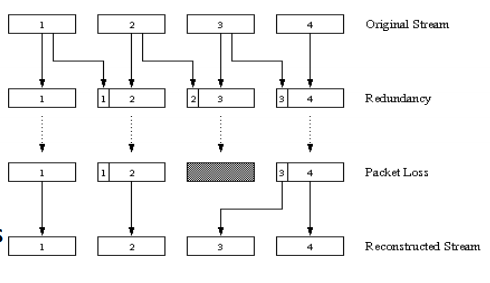 1 2 3 4 Original Stream
1 1 2 2 3 3 4 Redundancy
1 1 2 3 4 Packet Loss
s 1 2 3 4 Reconstructed Stream